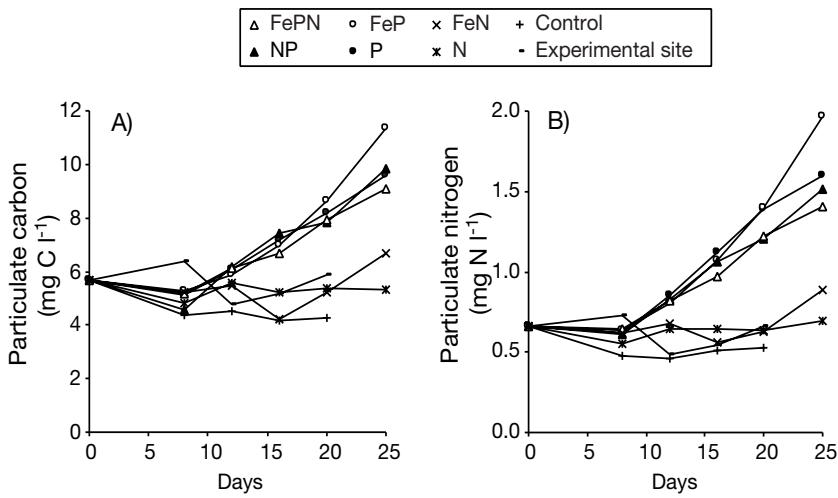 FePN FeP FeN Control
NP P N Experimental site
A)
12
10
8
6
4
2
0
Particulate carbon
(mg C l-1)
0 5 10 15 20 25
Days
B)
2.0
1.5
1.0
0.5
0.0
Particulate nitrogen
(mg N l-1)
0 5 10 15 20 25
Days